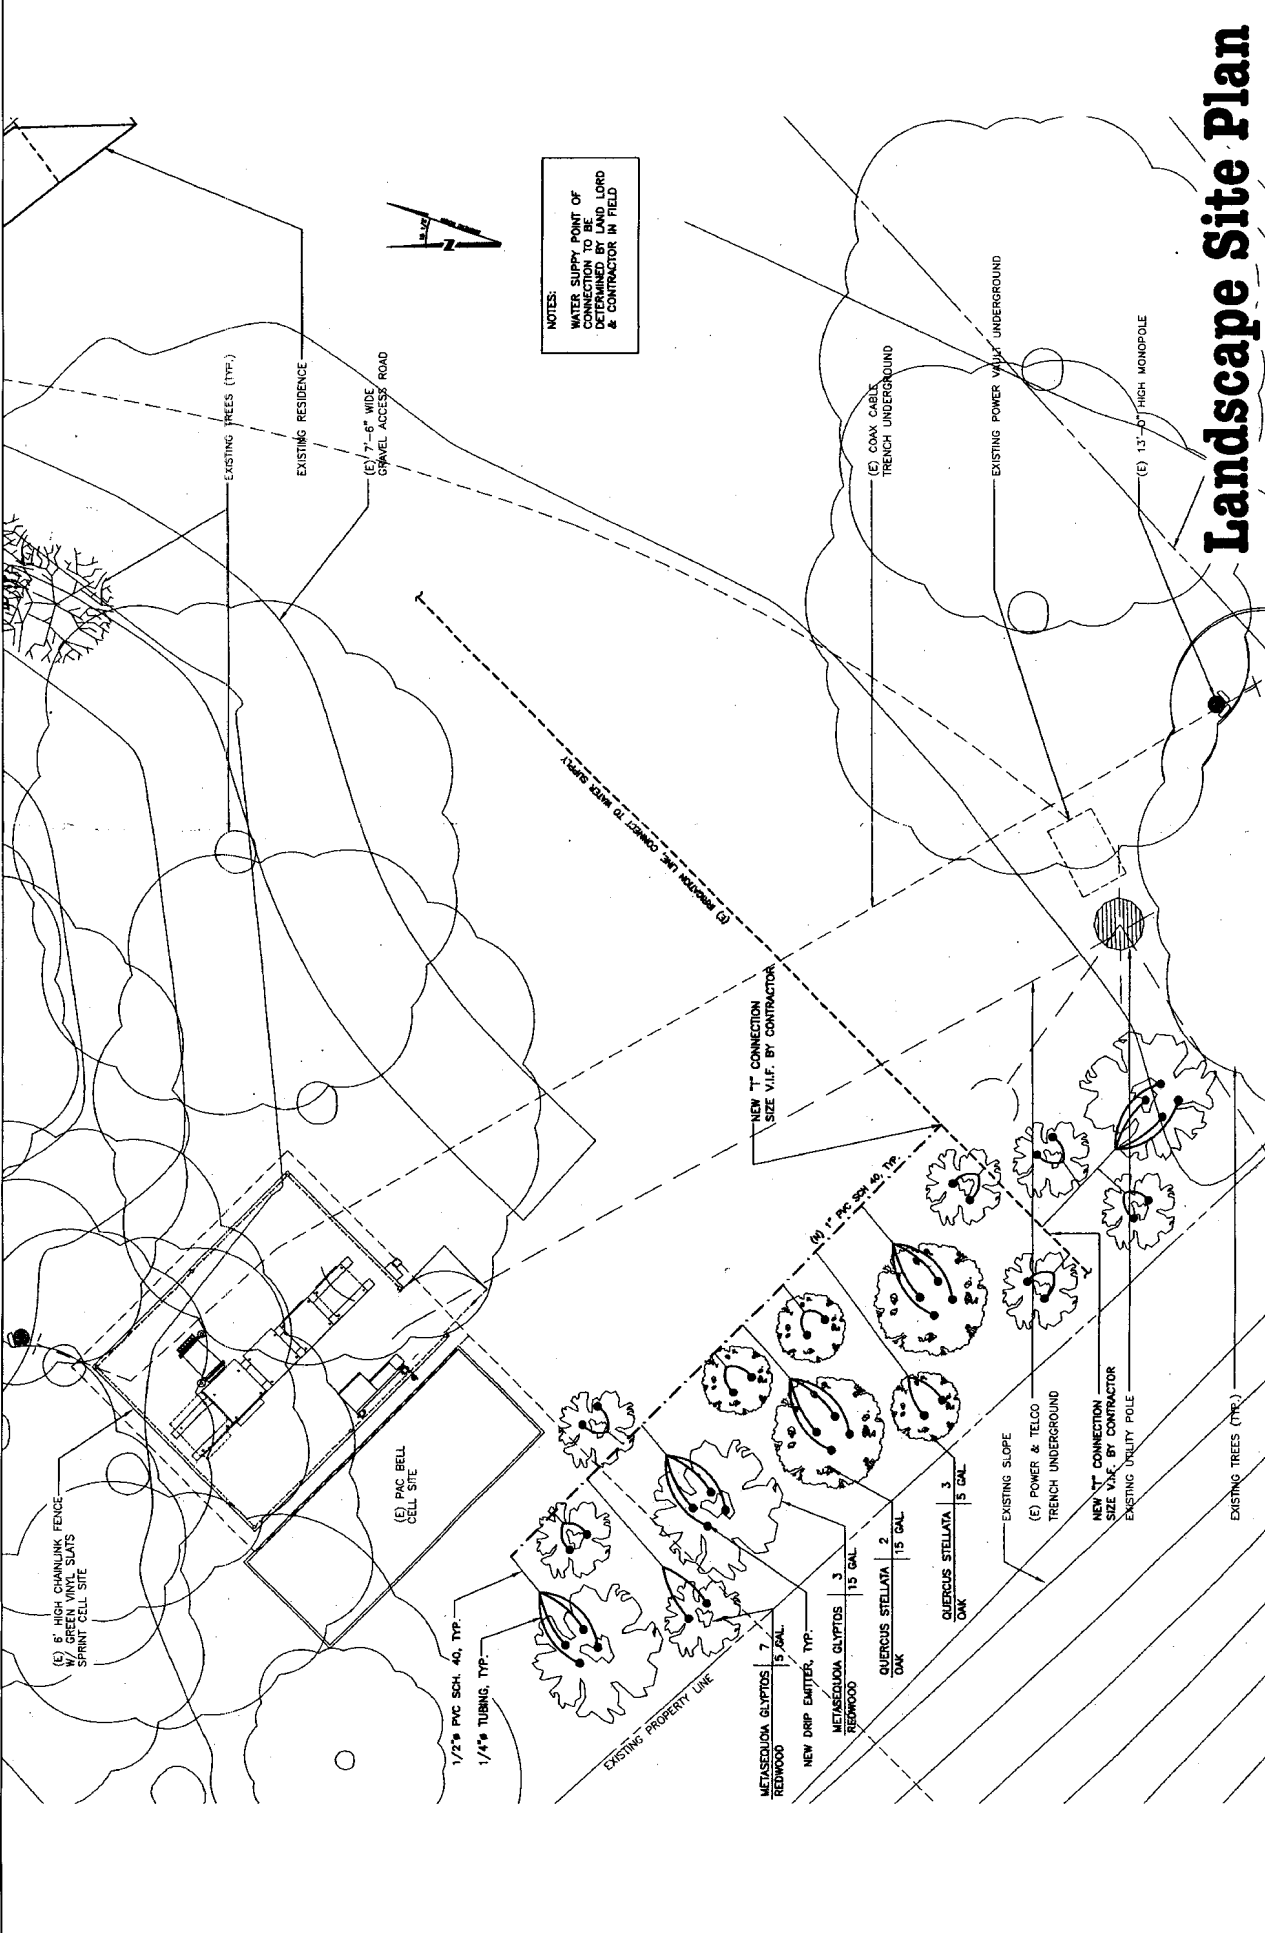 (E) 6' HIGH CHAINLINK FENCE
W/ GREEN VINYL SLATS
SPRINT CELL SITE
EXISTING TREES (TYP.)
EXISTING RESIDENCE
(E) 7'-6" WIDE
GRAVEL ACCESS ROAD
N
(E) PAC BELL
CELL SITE
1/2"ø PVC SCH. 40, TYP.
1/4"ø TUBING, TYP.
NOTES:
WATER SUPPY POINT OF
CONNECTION TO BE
DETERMINED BY LAND LORD
& CONTRACTOR IN FIELD
(E) IRRIGATION LINE, CONNECT TO WATER SUPPLY
EXISTING PROPERTY LINE
NEW "T" CONNECTION
SIZE V.I.F. BY CONTRACTOR
(N) 1" PVC SCH 40, TYP.
METASEQUOIA GLYPTOS 7
REDWOOD 5 GAL.
NEW DRIP EMITTER, TYP.
METASEQUOIA GLYPTOS 3
REDWOOD 15 GAL
QUERCUS STELLATA 2
OAK 15 GAL
QUERCUS STELLATA 3
OAK 5 GAL
(E) COAX CABLE
TRENCH UNDERGROUND
EXISTING POWER VAULT UNDERGROUND
(E) 13'-0" HIGH MONOPOLE
EXISTING SLOPE
(E) POWER & TELCO
TRENCH UNDERGROUND
NEW "T" CONNECTION
SIZE V.I.F. BY CONTRACTOR
EXISTING UTILITY POLE
EXISTING TREES (TYP.)
Landscape Site Plan